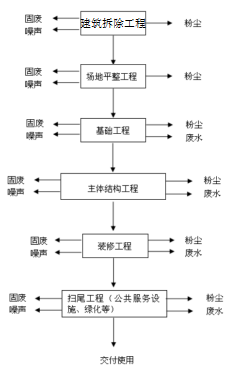 固废
噪声
建筑拆除工程
粉尘
固废
噪声
场地平整工程
粉尘
固废
噪声
基础工程
粉尘
废水
固废
噪声
主体结构工程
粉尘
废水
固废
噪声
装修工程
粉尘
废水
固废
噪声
扫尾工程（公共服务设
施、绿化等）
粉尘
废水
交付使用